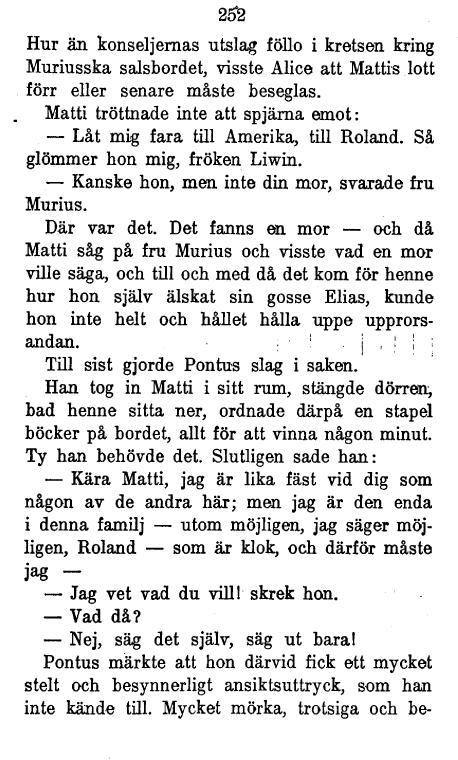 252
Hur än konseljernas utslag föllo i kretsen kring
Muriusska salsbordet, visste Alice att Mattis lott
förr eller senare måste beseglas.
Matti tröttnade inte att spjärna emot:
— Låt mig fara till Amerika, till Roland. Så
glömmer hon mig, fröken Liwin.
— Kanske hon, men inte din mor, svarade fru
Murius.
Där var det. Det fanns en mor — och då
Matti såg på fru Murius och visste vad en mor
ville säga, och till och med då det kom för henne
hur hon själv älskat sin gosse Elias, kunde
hon inte helt och hållet hålla uppe upprors-
andan.
Till sist gjorde Pontus slag i saken.
Han tog in Matti i sitt rum, stängde dörren,
bad henne sitta ner, ordnade därpå en stapel
böcker på bordet, allt för att vinna någon minut.
Ty han behövde det. Slutligen sade han:
— Kära Matti, jag är lika fäst vid dig som
någon av de andra här; men jag är den enda
i denna familj — utom möjligen, jag säger möj-
ligen, Roland — som är klok, och därför måste
jag —
— Jag vet vad du vill! skrek hon.
— Vad då?
— Nej, säg det själv, säg ut bara!
Pontus märkte att hon därvid fick ett mycket
stelt och besynnerligt ansiktsuttryck, som han
inte kände till. Mycket mörka, trotsiga och be-